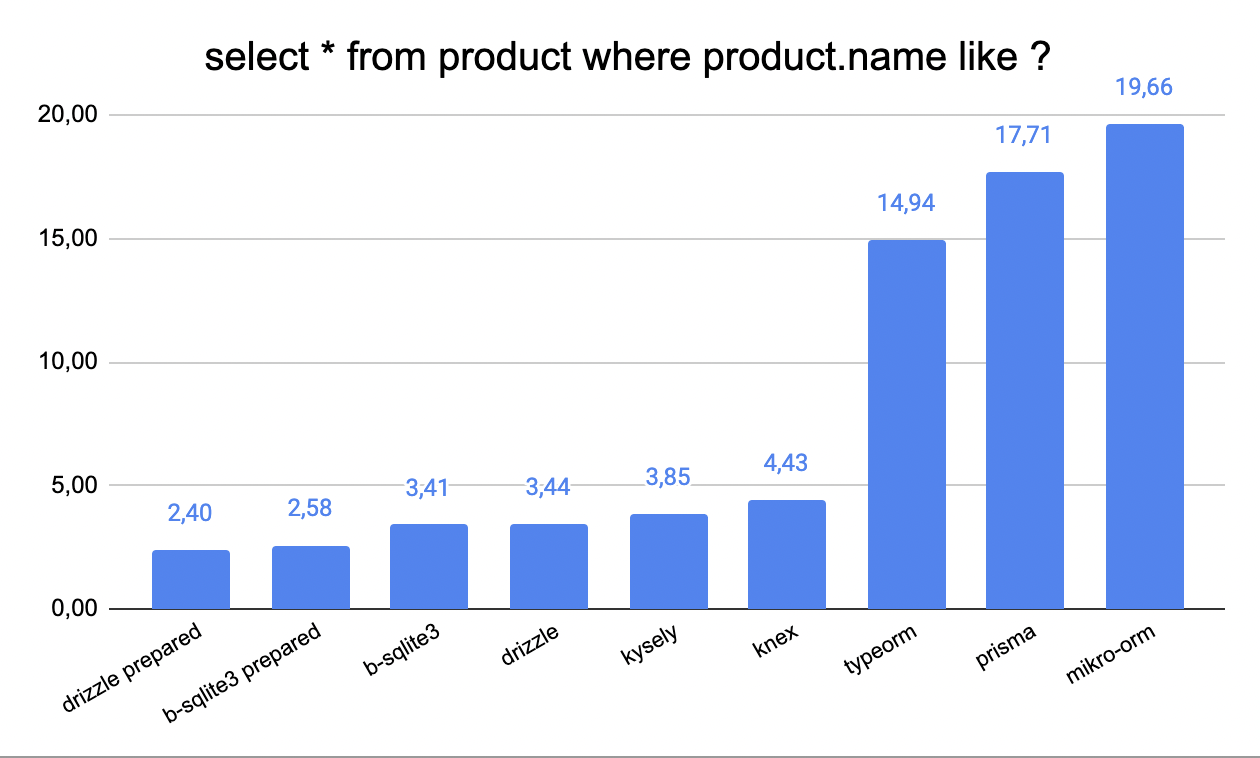 select * from product where product.name like ?
19,66
20,00
17,71
14,94
15,00
10,00
5,00
2,40
2,58
3,41
3,44
3,85
4,43
0,00
drizzle prepared
b-sqlite3 prepared
b-sqlite3
drizzle
kysely
knex
typeorm
prisma
mikro-orm